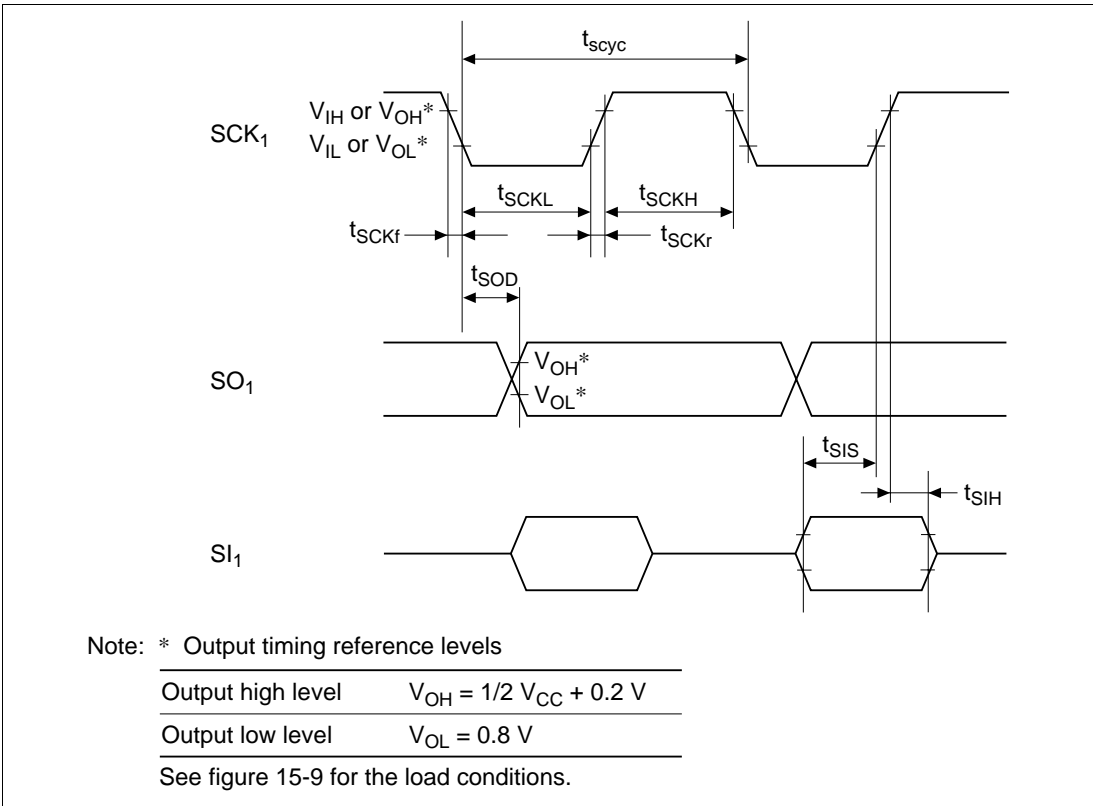 tscyc
SCK1
VIH or VOH*
VIL or VOL*
tSCKL
tSCKH
tSCKf
tSCKr
tSOD
SO1
VOH*
VOL*
tSIS
tSIH
SI1
Note: * Output timing reference levels
Output high level VOH = 1/2 VCC + 0.2 V
Output low level VOL = 0.8 V
See figure 15-9 for the load conditions.